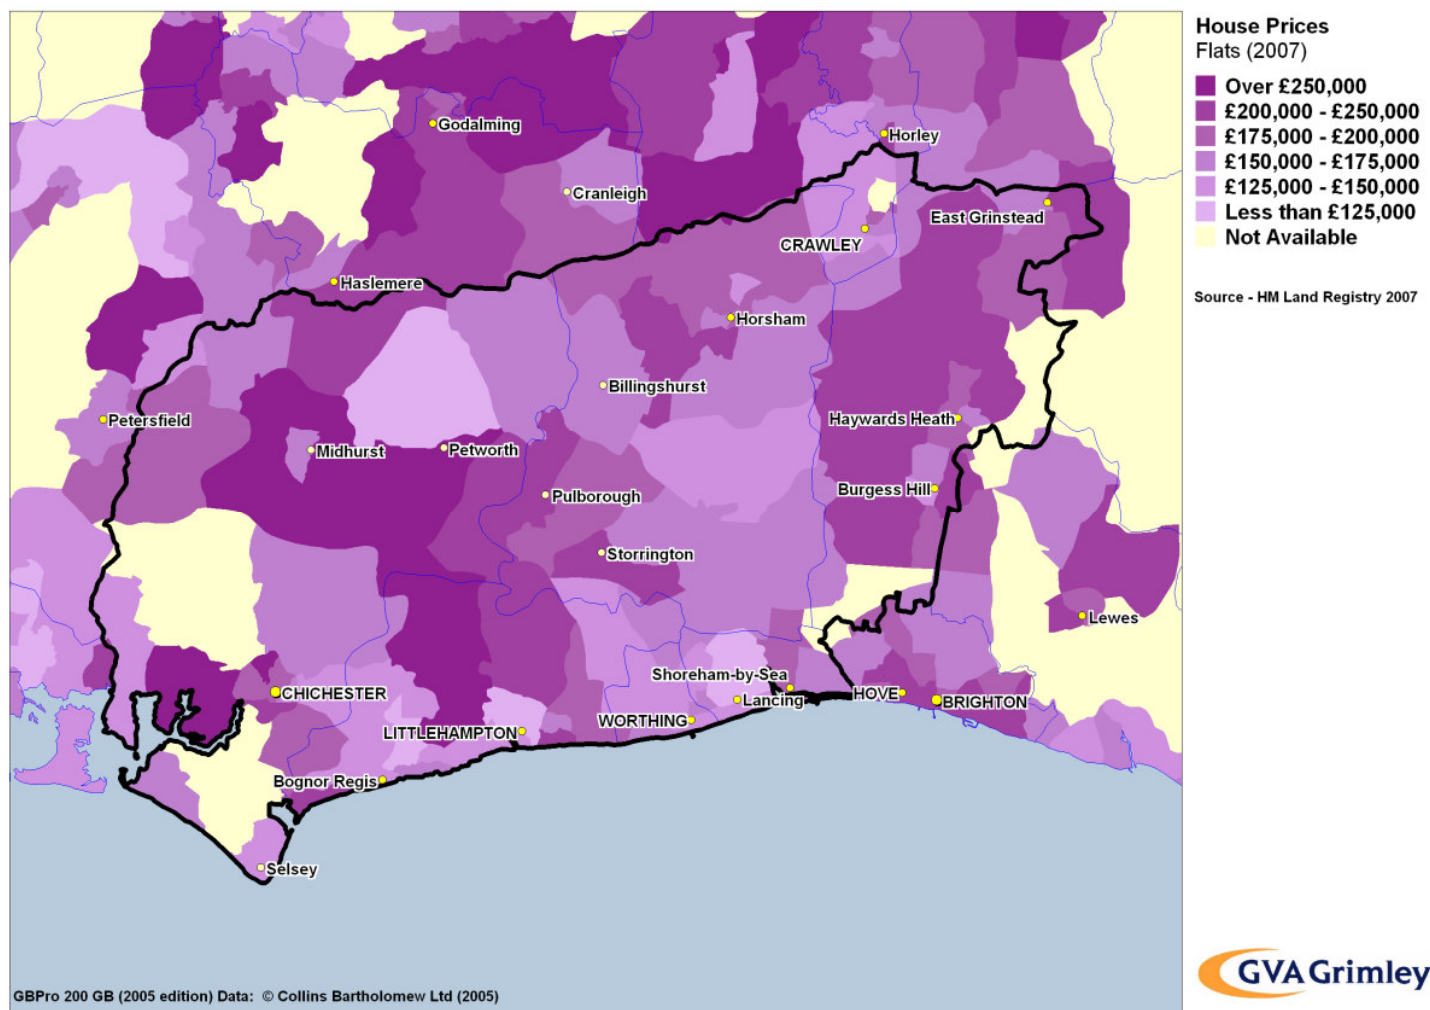 House Prices
Flats (2007)
Over £250,000
£200,000 - £250,000
£175,000 - £200,000
£150,000 - £175,000
£125,000 - £150,000
Less than £125,000
Not Available
Source - HM Land Registry 2007
Godalming
Horley
Cranleigh
East Grinstead
CRAWLEY
Haslemere
Horsham
Billingshurst
Petersfield
Haywards Heath
Midhurst
Petworth
Burgess Hill
Pulborough
Storrington
Lewes
Shoreham-by-Sea
CHICHESTER
HOVE
Lancing
BRIGHTON
WORTHING
LITTLEHAMPTON
Bognor Regis
Selsey
GVA Grimley
GBPro 200 GB (2005 edition) Data: © Collins Bartholomew Ltd (2005)